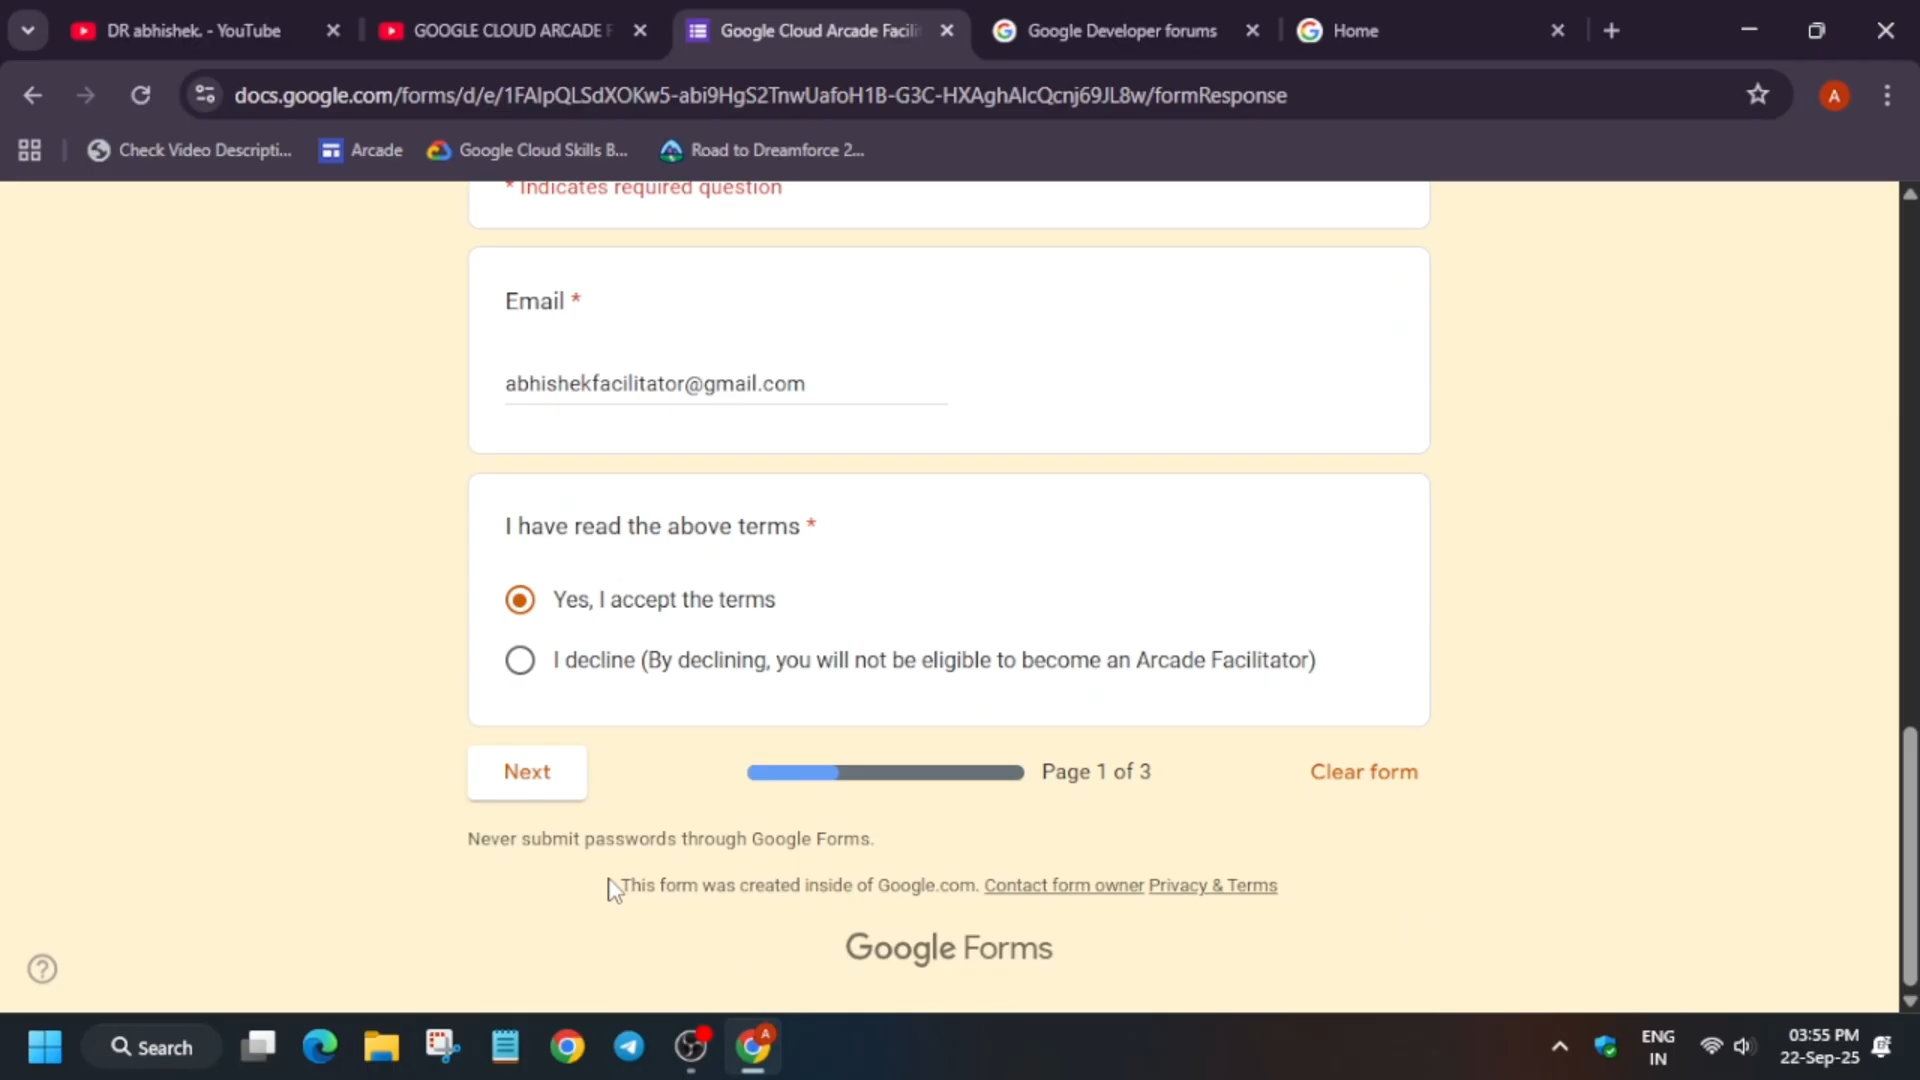 DR abhishek. - YouTube
GOOGLE CLOUD ARCADE F
Google Cloud Arcade Facili
Google Developer forums
Home
docs.google.com/forms/d/e/1FAIpQLSdXOKw5-abi9HgS2TnwUafoH1B-G3C-HXAghAIcQcnj69JL8w/formResponse
A
Check Video Descripti...
Arcade
Google Cloud Skills B...
Road to Dreamforce 2...
* Indicates required question
Email *
abhishekfacilitator@gmail.com
I have read the above terms *
Yes, I accept the terms
I decline (By declining, you will not be eligible to become an Arcade Facilitator)
Next
Page 1 of 3
Clear form
Never submit passwords through Google Forms.
This form was created inside of Google.com. Contact form owner Privacy & Terms
Google Forms
Search
A
ENG
IN
03:55 PM
22-Sep-25